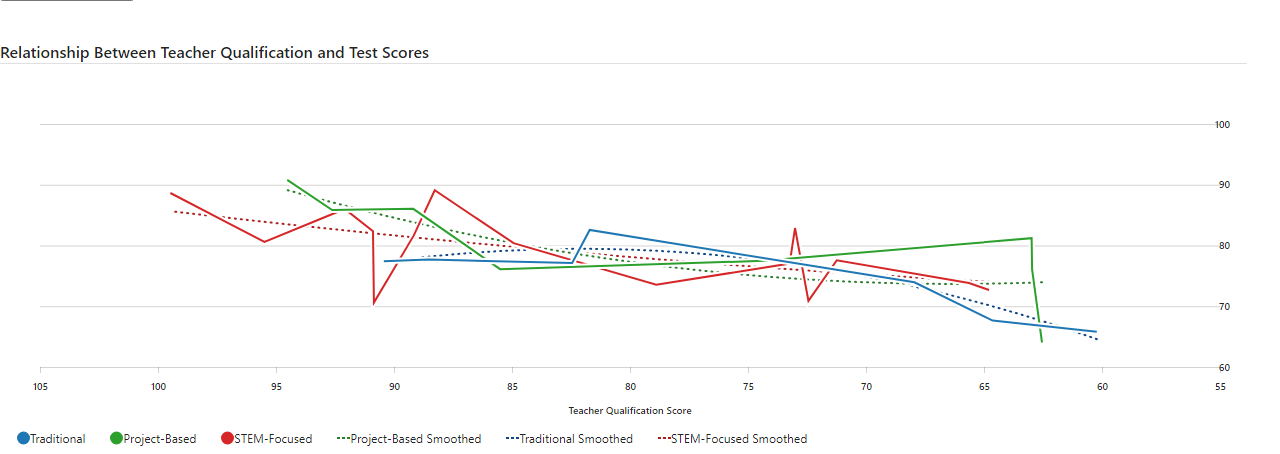 Relationship Between Teacher Qualification and Test Scores
100
90
80
70
60
105 100 95 90 85 80 75 70 65 60 55
Teacher Qualification Score
Traditional Project-Based STEM-Focused Project-Based Smoothed Traditional Smoothed STEM-Focused Smoothed